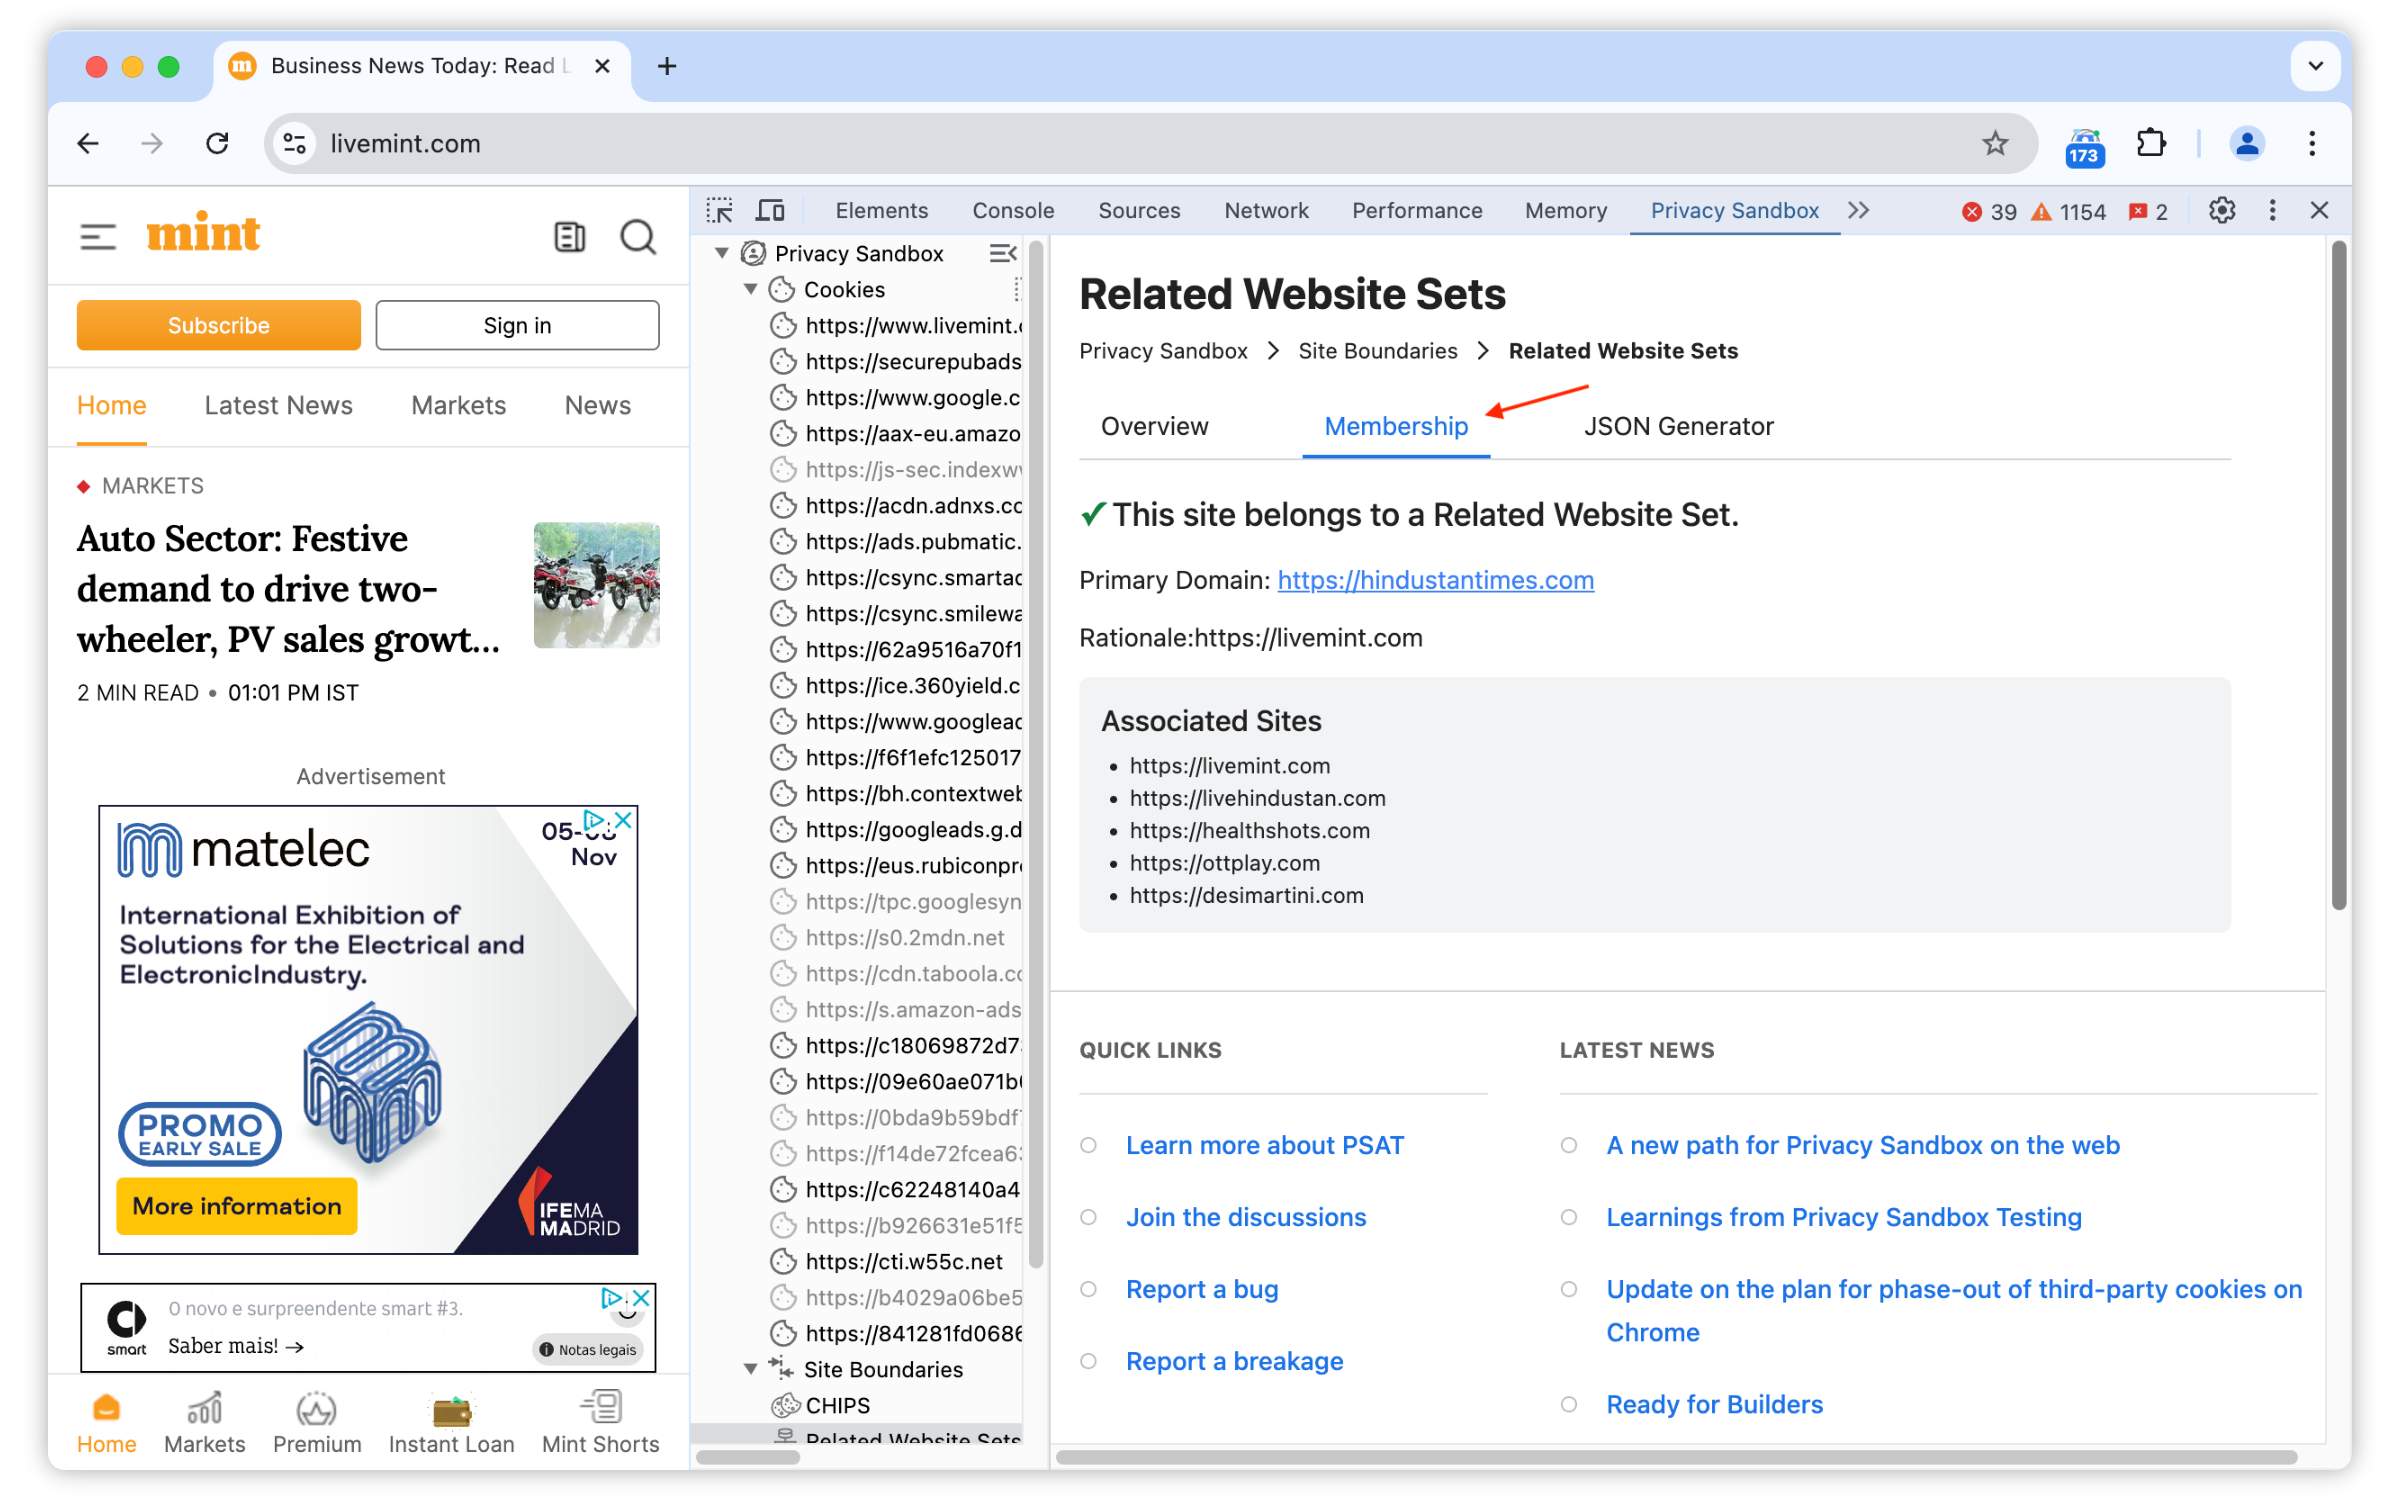 Business News Today: Read L
livemint.com
173
mint
Subscribe
Sign in
Home
Latest News
Markets
News
MARKETS
Auto Sector: Festive
demand to drive two-
wheeler, PV sales growt...
2 MIN READ • 01:01 PM IST
Advertisement
matelec
05-08
Nov
International Exhibition of
Solutions for the Electrical and
ElectronicIndustry.
PROMO
EARLY SALE
More information
IFEMA
MADRID
smart
O novo e surpreendente smart #3.
Saber mais! →
Notas legais
Home
Markets
Premium
Instant Loan
Mint Shorts
Elements
Console
Sources
Network
Performance
Memory
Privacy Sandbox
39
1154
2
Privacy Sandbox
Cookies
https://www.livemint.c
https://securepubads
https://www.google.c
https://aax-eu.amazo
https://js-sec.indexw
https://acdn.adnxs.cc
https://ads.pubmatic.
https://csync.smartac
https://csync.smilewa
https://62a9516a70f1
https://ice.360yield.c
https://www.googleac
https://f6f1efc125017
https://bh.contextweb
https://googleads.g.d
https://eus.rubiconpr
https://tpc.googlesyn
https://s0.2mdn.net
https://cdn.taboola.co
https://s.amazon-ads
https://c18069872d7
https://09e60ae071b
https://0bda9b59bdf
https://f14de72fcea6
https://c62248140a4
https://b926631e51f5
https://cti.w55c.net
https://b4029a06be5
https://841281fd0686
Site Boundaries
CHIPS
Related Website Sets
Related Website Sets
Privacy Sandbox > Site Boundaries > Related Website Sets
Overview
Membership
JSON Generator
✓ This site belongs to a Related Website Set.
Primary Domain: https://hindustantimes.com
Rationale:https://livemint.com
Associated Sites
• https://livemint.com
• https://livehindustan.com
• https://healthshots.com
• https://ottplay.com
• https://desimartini.com
QUICK LINKS
Learn more about PSAT
Join the discussions
Report a bug
Report a breakage
LATEST NEWS
A new path for Privacy Sandbox on the web
Learnings from Privacy Sandbox Testing
Update on the plan for phase-out of third-party cookies on
Chrome
Ready for Builders